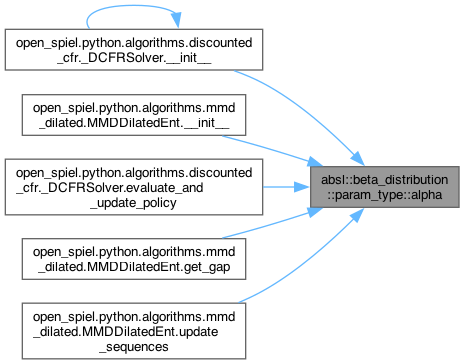 open_spiel.python.algorithms.discounted
_cfr._DCFRSolver.__init__
open_spiel.python.algorithms.mmd
_dilated.MMDDilatedEnt.__init__
open_spiel.python.algorithms.discounted
_cfr._DCFRSolver.evaluate_and
_update_policy
absl::beta_distribution
::param_type::alpha
open_spiel.python.algorithms.mmd
_dilated.MMDDilatedEnt.get_gap
open_spiel.python.algorithms.mmd
_dilated.MMDDilatedEnt.update
_sequences